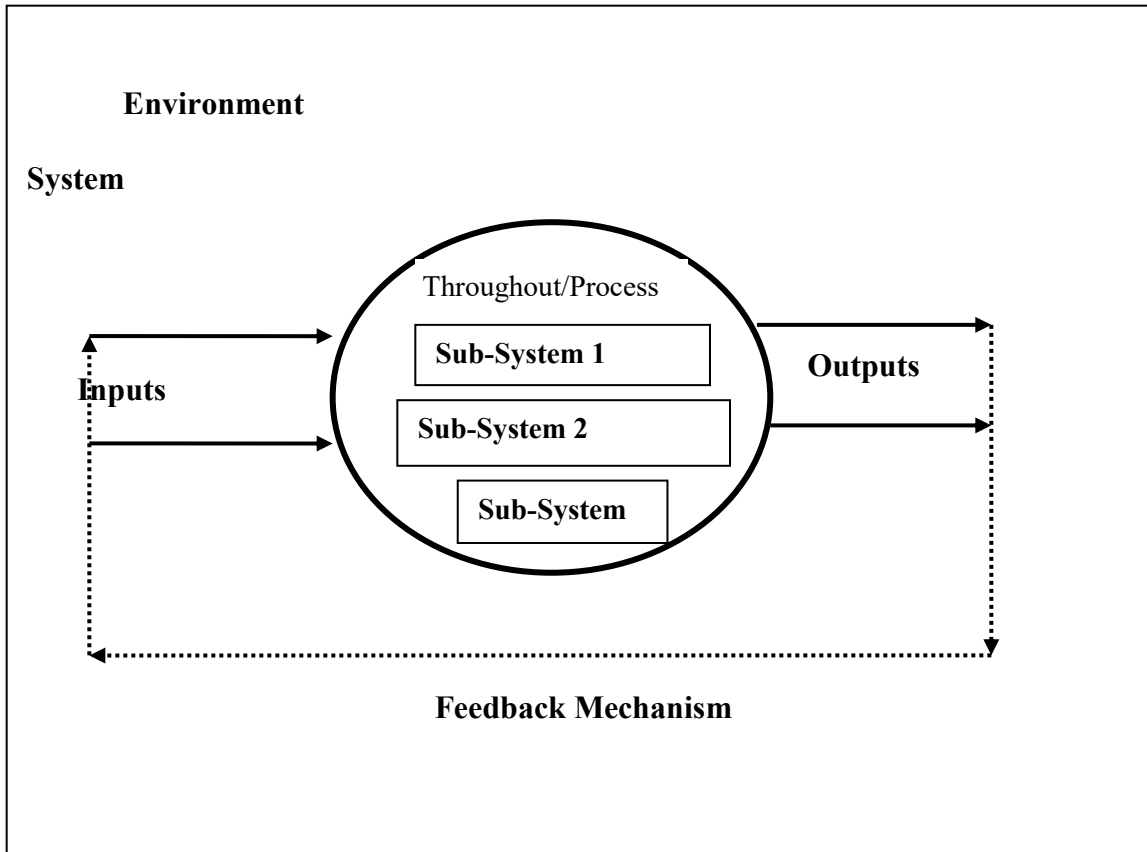 Environment
System
Throughout/Process
Sub-System 1
Inputs
Outputs
Sub-System 2
Sub-System
Feedback Mechanism